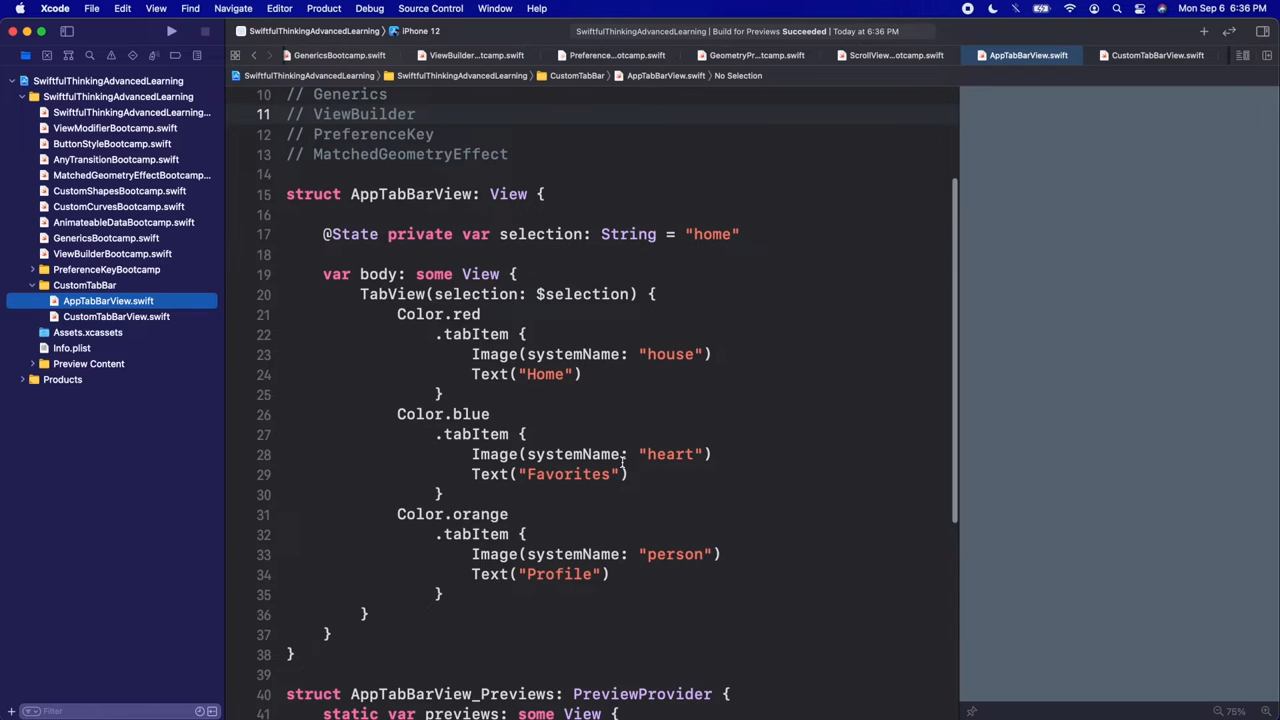 Xcode File Edit View Find Navigate Editor Product Debug Source Control Window Help Mon Sep 6 6:36 PM
SwiftfulThinkingAdvancedLearning iPhone 12 SwiftfulThinkingAdvancedLearning | Build for Previews Succeeded | Today at 6:36 PM
GenericsBootcamp.swift ViewBuilder...tcamp.swift Preference...otcamp.swift GeometryPr...tcamp.swift ScrollView...otcamp.swift AppTabBarView.swift CustomTabBarView.swift
SwiftfulThinkingAdvancedLearning SwiftfulThinkingAdvancedLearning CustomTabBar AppTabBarView.swift No Selection
SwiftfulThinkingAdvancedLearning
SwiftfulThinkingAdvancedLearning
SwiftfulThinkingAdvancedLearning...
ViewModifierBootcamp.swift
ButtonStyleBootcamp.swift
AnyTransitionBootcamp.swift
MatchedGeometryEffectBootcamp...
CustomShapesBootcamp.swift
CustomCurvesBootcamp.swift
AnimateableDataBootcamp.swift
GenericsBootcamp.swift
ViewBuilderBootcamp.swift
PreferenceKeyBootcamp
CustomTabBar
AppTabBarView.swift
CustomTabBarView.swift
Assets.xcassets
Info.plist
Preview Content
Products
Filter
10 // Generics
11 // ViewBuilder
12 // PreferenceKey
13 // MatchedGeometryEffect
14
15 struct AppTabBarView: View {
16
17 @State private var selection: String = "home"
18
19 var body: some View {
20 TabView(selection: $selection) {
21 Color.red
22 .tabItem {
23 Image(systemName: "house")
24 Text("Home")
25 }
26 Color.blue
27 .tabItem {
28 Image(systemName: "heart")
29 Text("Favorites")
30 }
31 Color.orange
32 .tabItem {
33 Image(systemName: "person")
34 Text("Profile")
35 }
36 }
37 }
38 }
39
40 struct AppTabBarView_Previews: PreviewProvider {
41 static var previews: some View {
75%